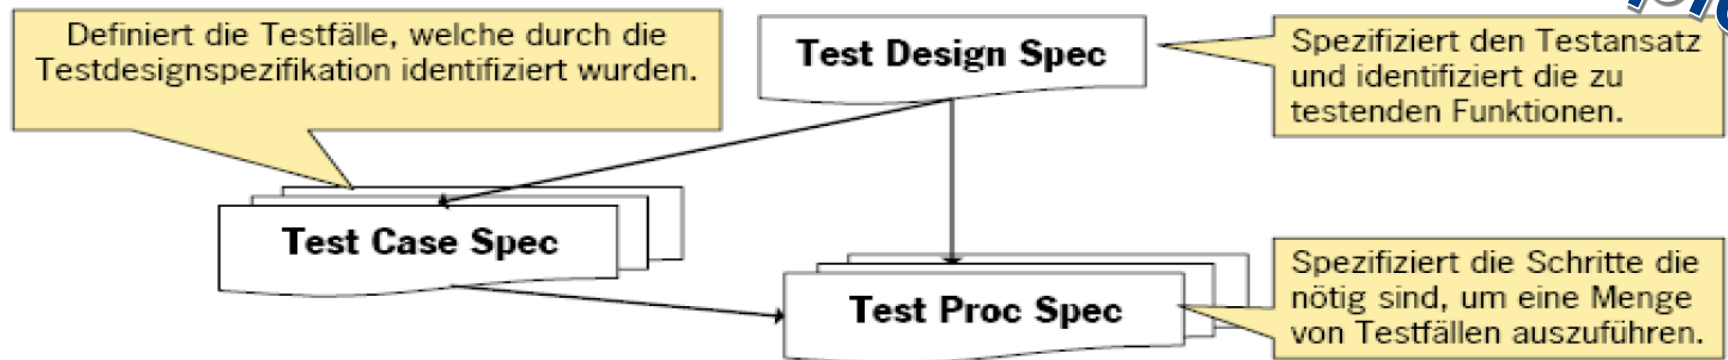 Definiert die Testfälle, welche durch die
Testdesignspezifikation identifiziert wurden.
Test Design Spec
Spezifiziert den Testansatz
und identifiziert die zu
testenden Funktionen.
Test Case Spec
Test Proc Spec
Spezifiziert die Schritte die
nötig sind, um eine Menge
von Testfällen auszuführen.